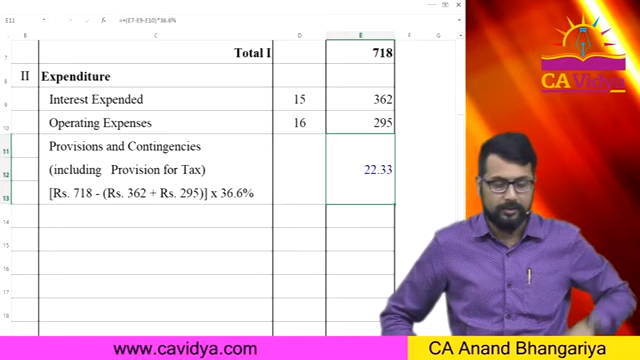 E11 =+(E7-E9-E10)*36.6%
B C D E F G
7 Total I 718
8 II Expenditure
9 Interest Expended 15 362
10 Operating Expenses 16 295
11 Provisions and Contingencies
12 (including Provision for Tax) 22.33
13 [Rs. 718 - (Rs. 362 + Rs. 295)] x 36.6%
14
15
16
17
18
CA Vidya
www.cavidya.com
CA Anand Bhangariya